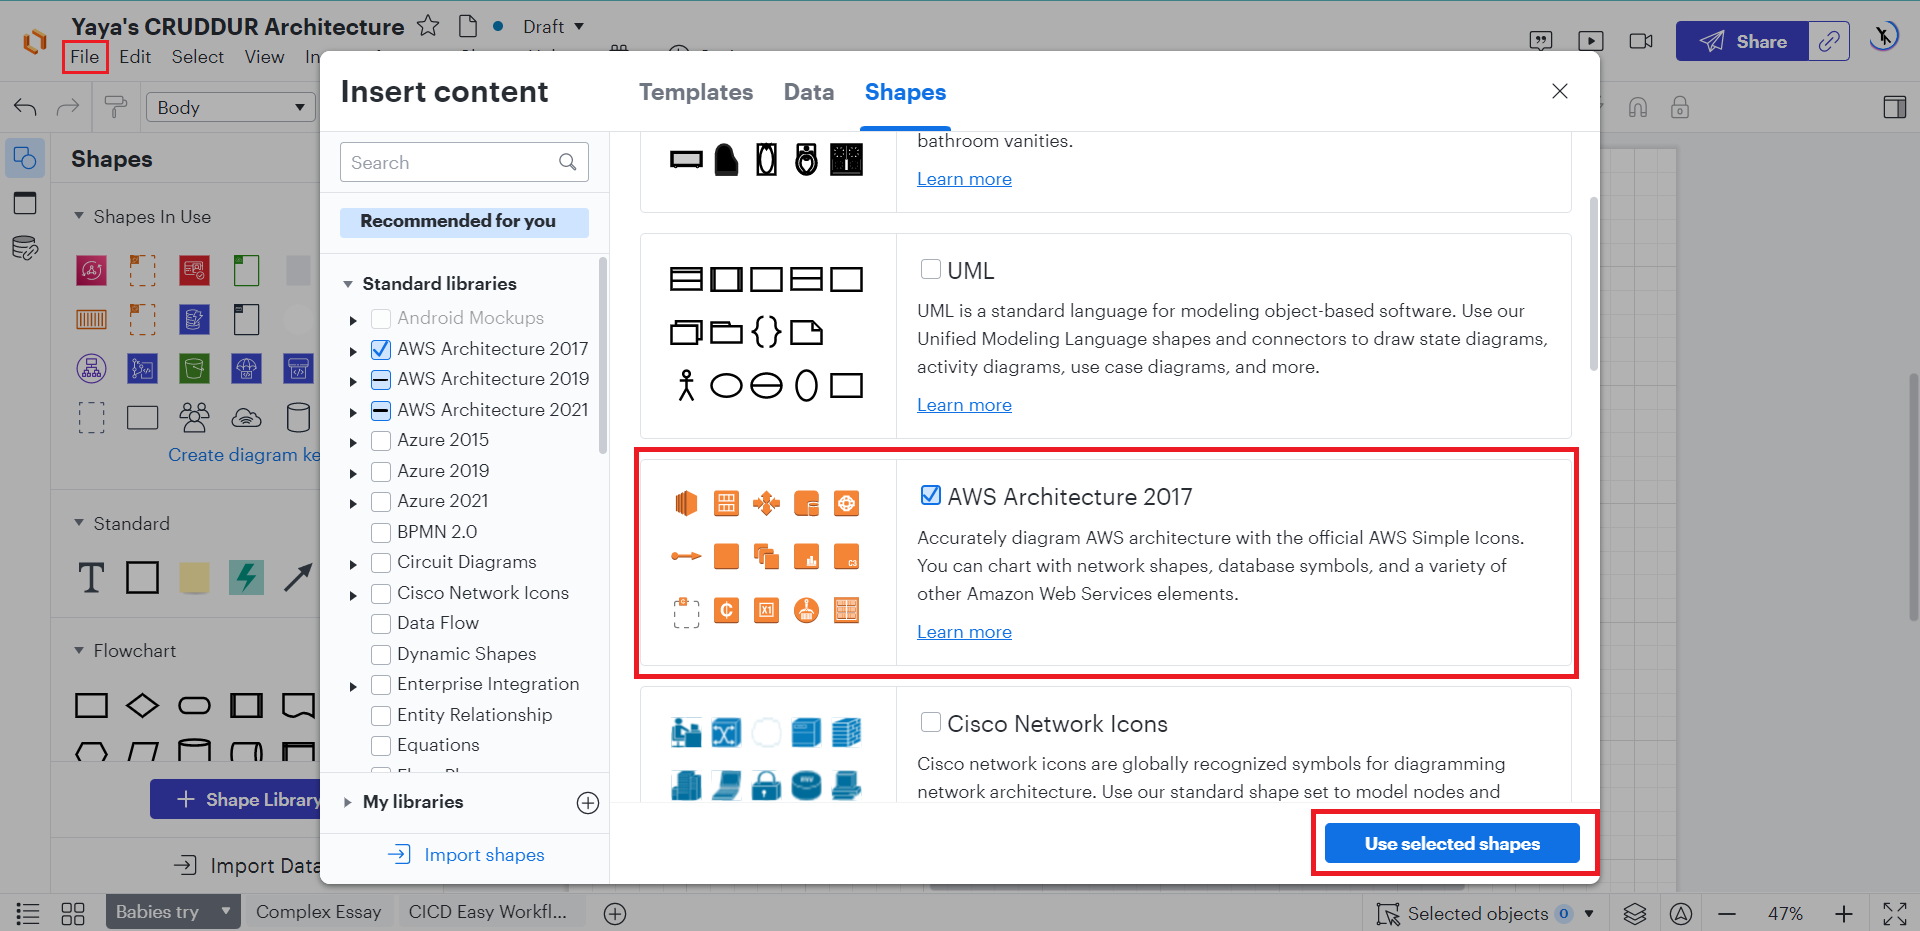 Yaya's CRUDDUR Architecture
Draft
File Edit Select View In
Share
Body
Insert content
Templates Data Shapes
Shapes
Search
Recommended for you
Shapes In Use
Create diagram ke
Standard
Flowchart
Shape Library
Import Data
Standard libraries
Android Mockups
AWS Architecture 2017
AWS Architecture 2019
AWS Architecture 2021
Azure 2015
Azure 2019
Azure 2021
BPMN 2.0
Circuit Diagrams
Cisco Network Icons
Data Flow
Dynamic Shapes
Enterprise Integration
Entity Relationship
Equations
My libraries
Import shapes
bathroom vanities.
Learn more
UML
UML is a standard language for modeling object-based software. Use our
Unified Modeling Language shapes and connectors to draw state diagrams,
activity diagrams, use case diagrams, and more.
Learn more
AWS Architecture 2017
Accurately diagram AWS architecture with the official AWS Simple Icons.
You can chart with network shapes, database symbols, and a variety of
other Amazon Web Services elements.
Learn more
Cisco Network Icons
Cisco network icons are globally recognized symbols for diagramming
network architecture. Use our standard shape set to model nodes and
Use selected shapes
Babies try
Complex Essay
CICD Easy Workfl...
Selected objects 0
47%